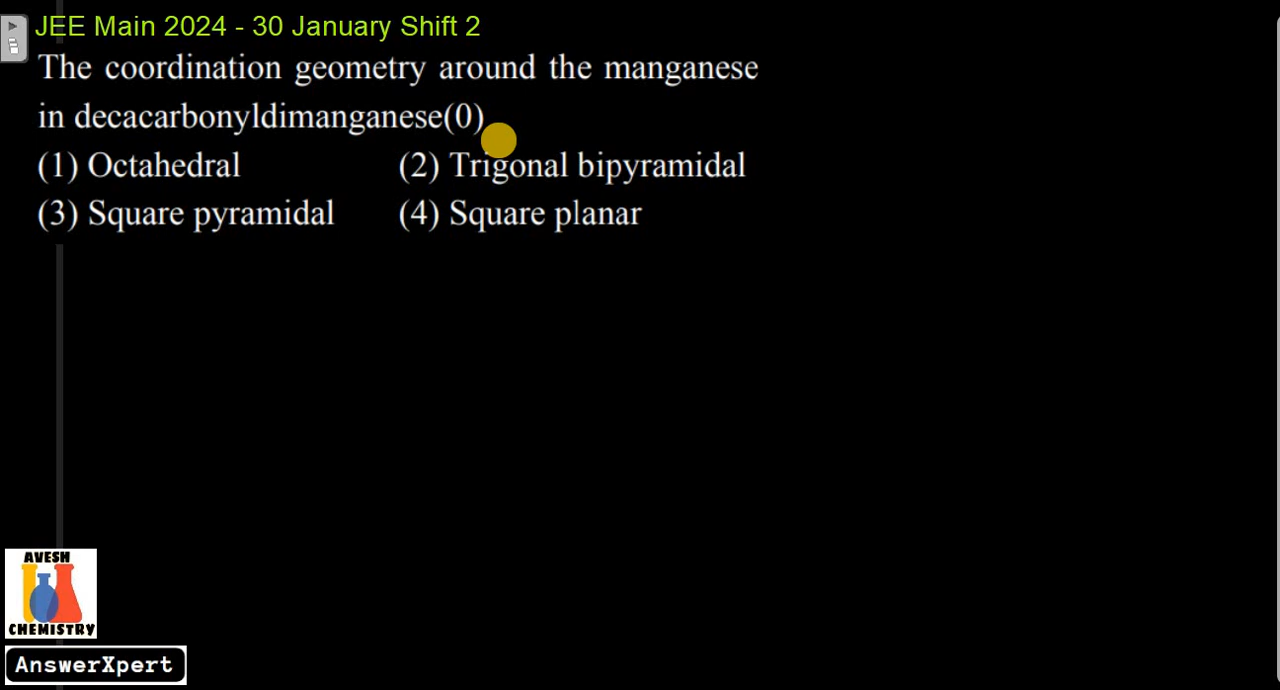 JEE Main 2024 - 30 January Shift 2
The coordination geometry around the manganese
in decacarbonyldimanganese(0)
(1) Octahedral (2) Trigonal bipyramidal
(3) Square pyramidal (4) Square planar
AVESH
CHEMISTRY
AnswerXpert